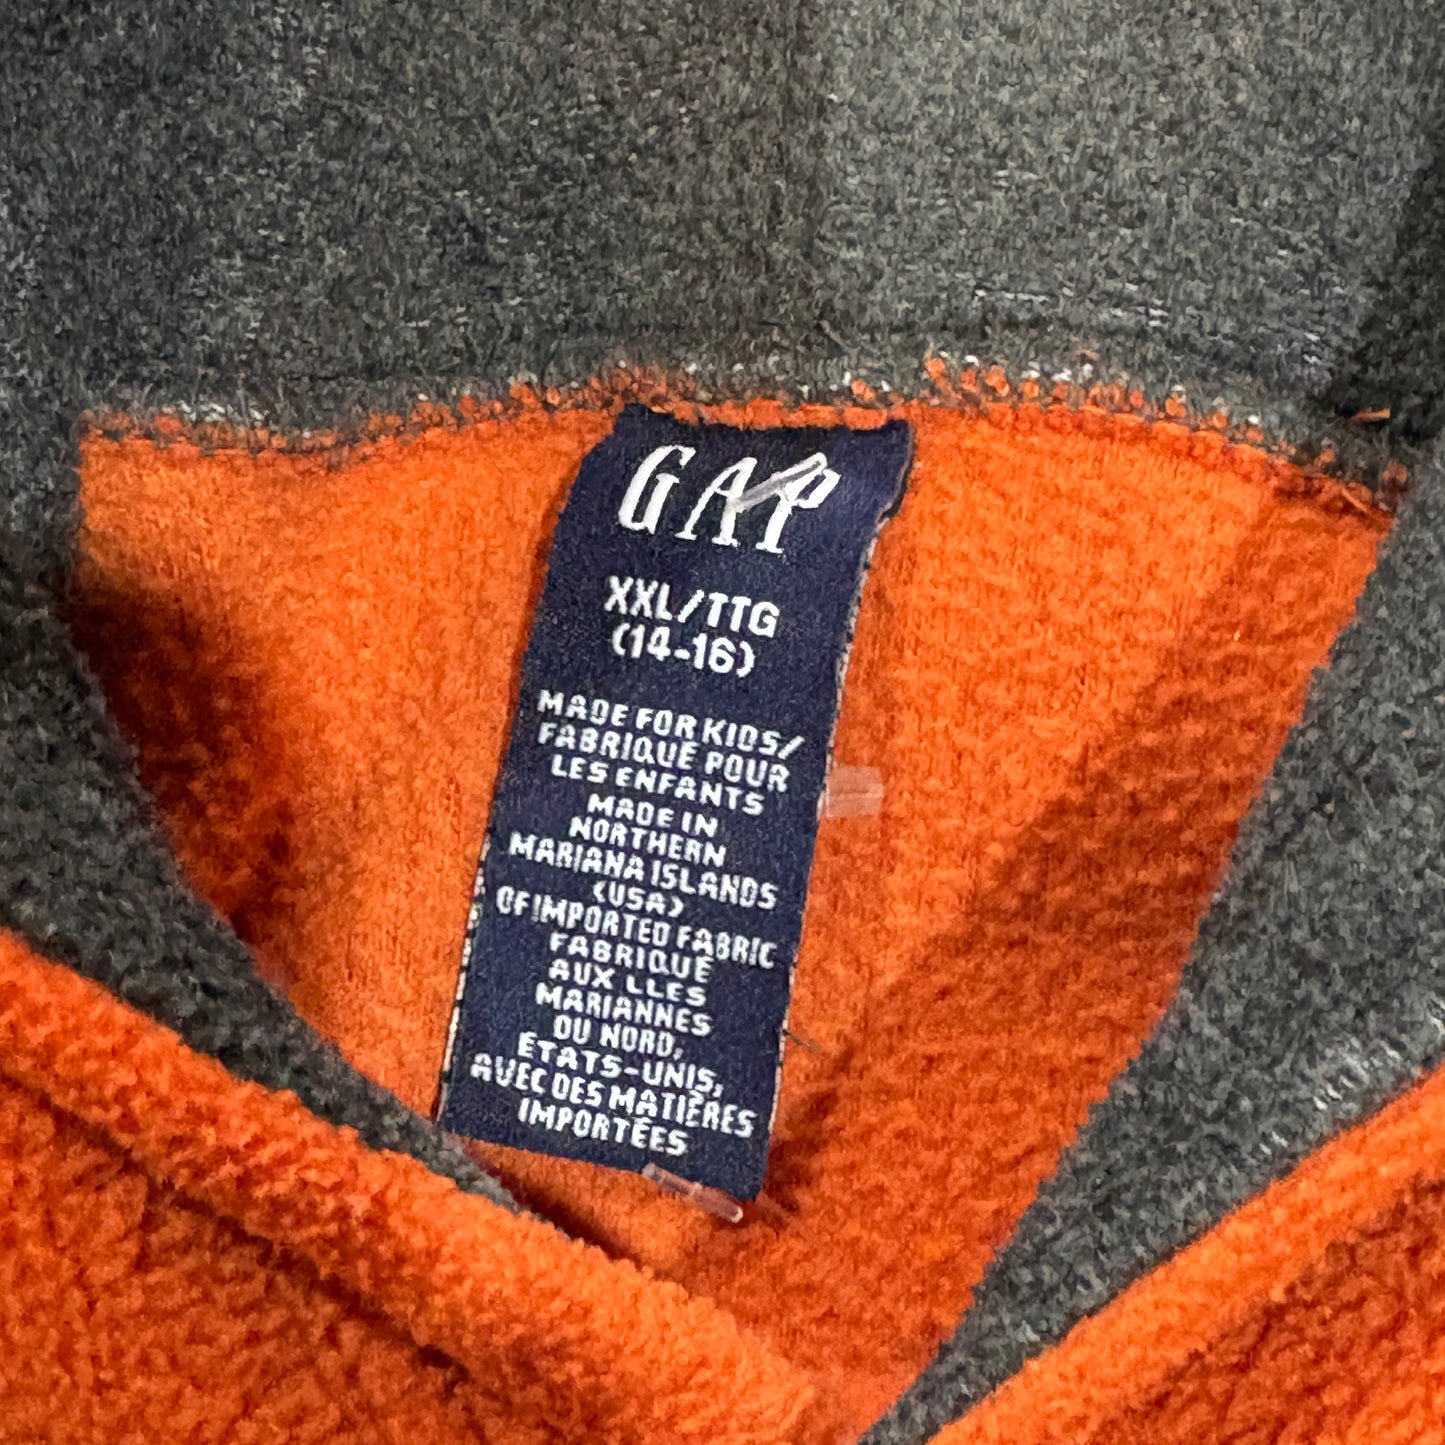 GAP
XXL/TTG
(14-16)
MADE FOR KIDS/
FABRIQUÉ POUR
LES ENFANTS
MADE IN
NORTHERN
MARIANA ISLANDS
(USA)
OF IMPORTED FABRIC
FABRIQUÉ
AUX LLES
MARIANNES
DU NORD,
ÉTATS-UNIS,
AVEC DES MATIÈRES
IMPORTÉES